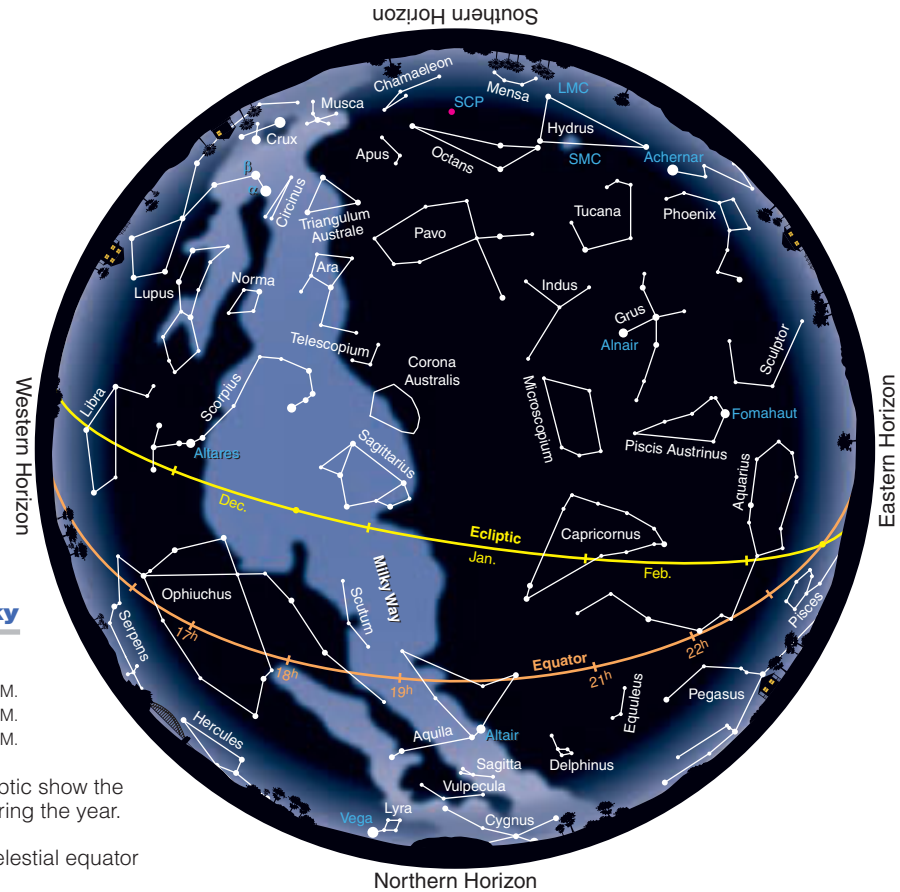 Southern Horizon
Chamaeleon
Mensa
LMC
Musca
SCP
Hydrus
Crux
Apus
Octans
SMC
Achernar
β
α
Circinus
Triangulum
Australe
Pavo
Tucana
Phoenix
Lupus
Norma
Ara
Indus
Grus
Alnair
Telescopium
Corona
Australis
Sculptor
Western Horizon
Libra
Scorpius
Microscopium
Fomahaut
Eastern Horizon
Altares
Sagittarius
Piscis Austrinus
Aquarius
Dec.
Ecliptic
Capricornus
Jan.
Feb.
Milky Way
Ophiuchus
Scutum
Pisces
Serpens
17h
18h
19h
Equator
21h
22h
ky
M.
M.
M.
Hercules
Aquila
Altair
Equuleus
Pegasus
Sagitta
Delphinus
Vulpecula
ptic show the
ring the year.
Vega
Lyra
Cygnus
elestial equator
Northern Horizon